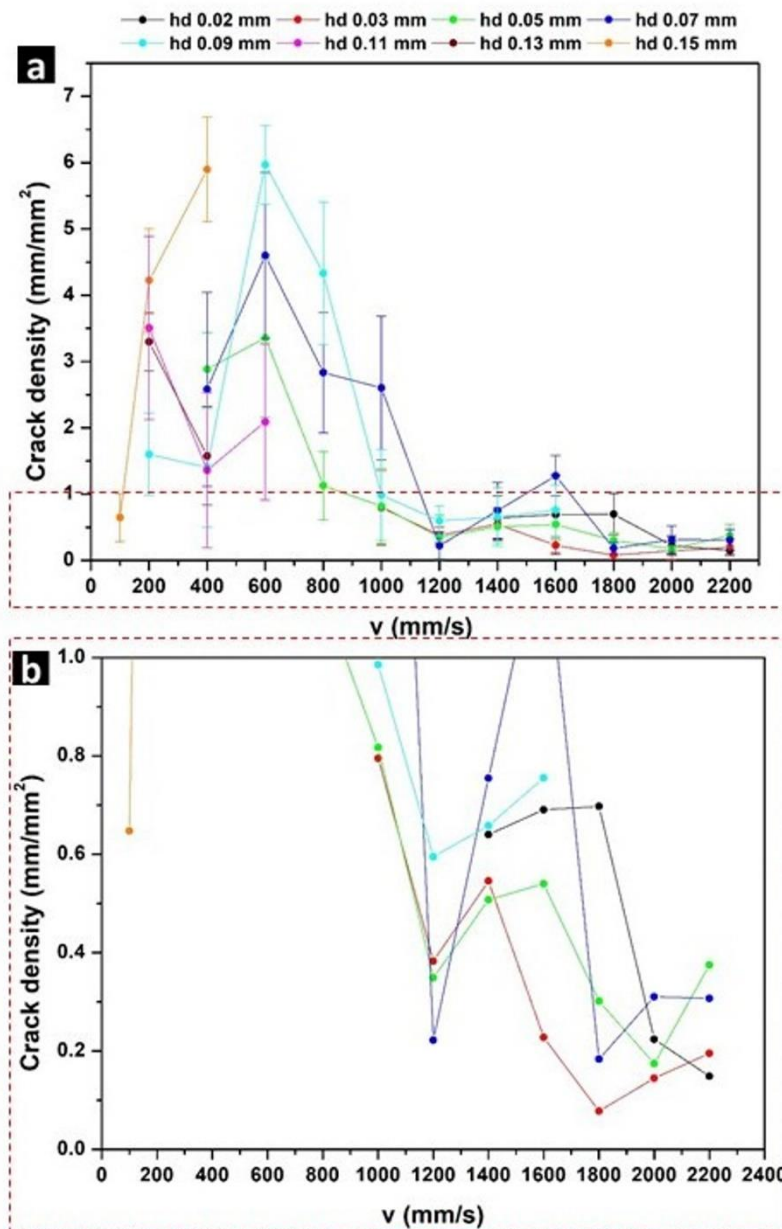 hd 0.02 mm hd 0.03 mm hd 0.05 mm hd 0.07 mm
hd 0.09 mm hd 0.11 mm hd 0.13 mm hd 0.15 mm
a
7
6
5
4
3
2
1
0
Crack density (mm/mm²)
0 200 400 600 800 1000 1200 1400 1600 1800 2000 2200
v (mm/s)
b
1.0
0.8
0.6
0.4
0.2
0.0
Crack density (mm/mm²)
0 200 400 600 800 1000 1200 1400 1600 1800 2000 2200 2400
v (mm/s)